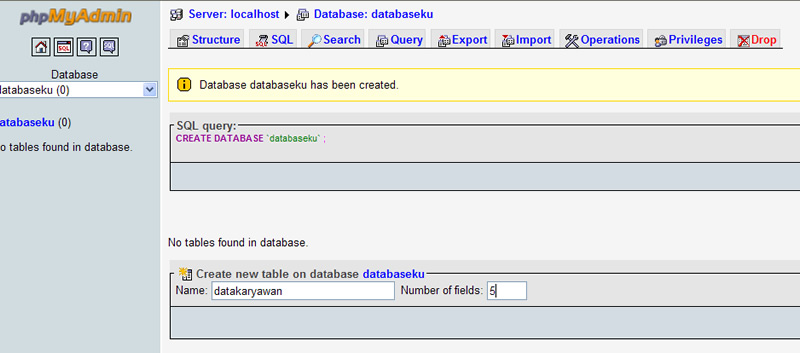 phpMyAdmin
Server: localhost Database: databaseku
Structure SQL Search Query Export Import Operations Privileges Drop
SQL
SQL
Database
databaseku (0)
Database databaseku has been created.
atabaseku (0)
o tables found in database.
SQL query:
CREATE DATABASE `databaseku` ;
No tables found in database.
Create new table on database databaseku
Name: datakaryawan Number of fields: 5